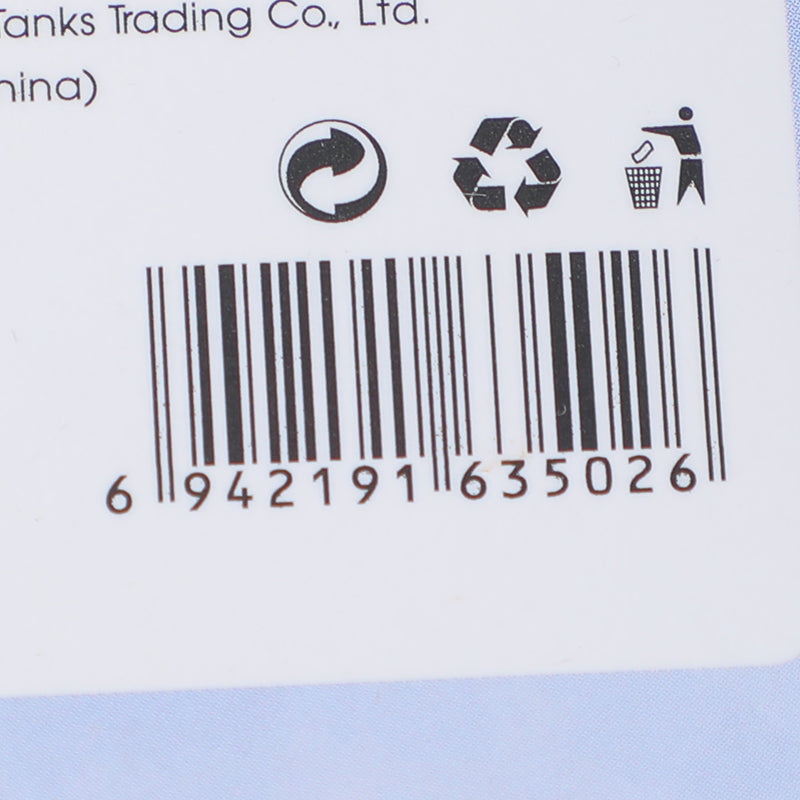 Tanks Trading Co., Ltd.
hina)
6 942191 635026